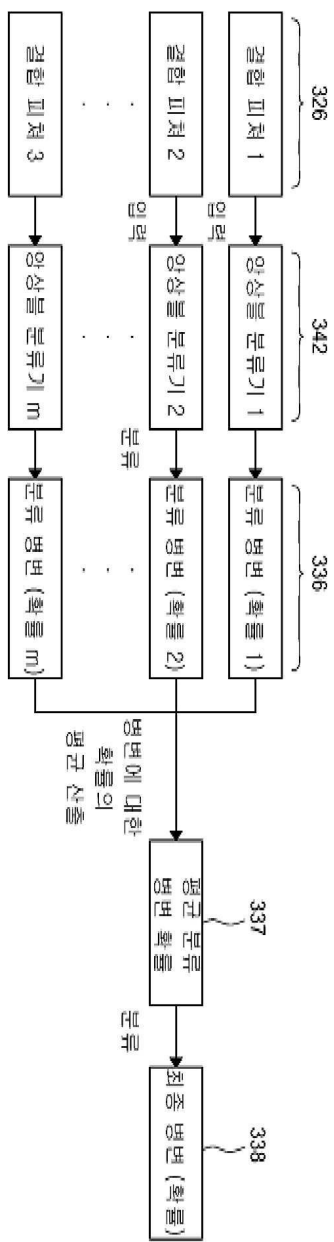 326
342
336
337
338
결합 피처 1
입력
앙상블 분류기 1
분류 병변 (확률 1)
결합 피처 2
입력
앙상블 분류기 2
분류
분류 병변 (확률 2)
병변에 대한
확률의
평균 산출
평균 분류
병변 확률
분류
최종 병변 (확률)
· · ·
· · ·
· · ·
결합 피처 3
앙상블 분류기 m
분류 병변 (확률 m)